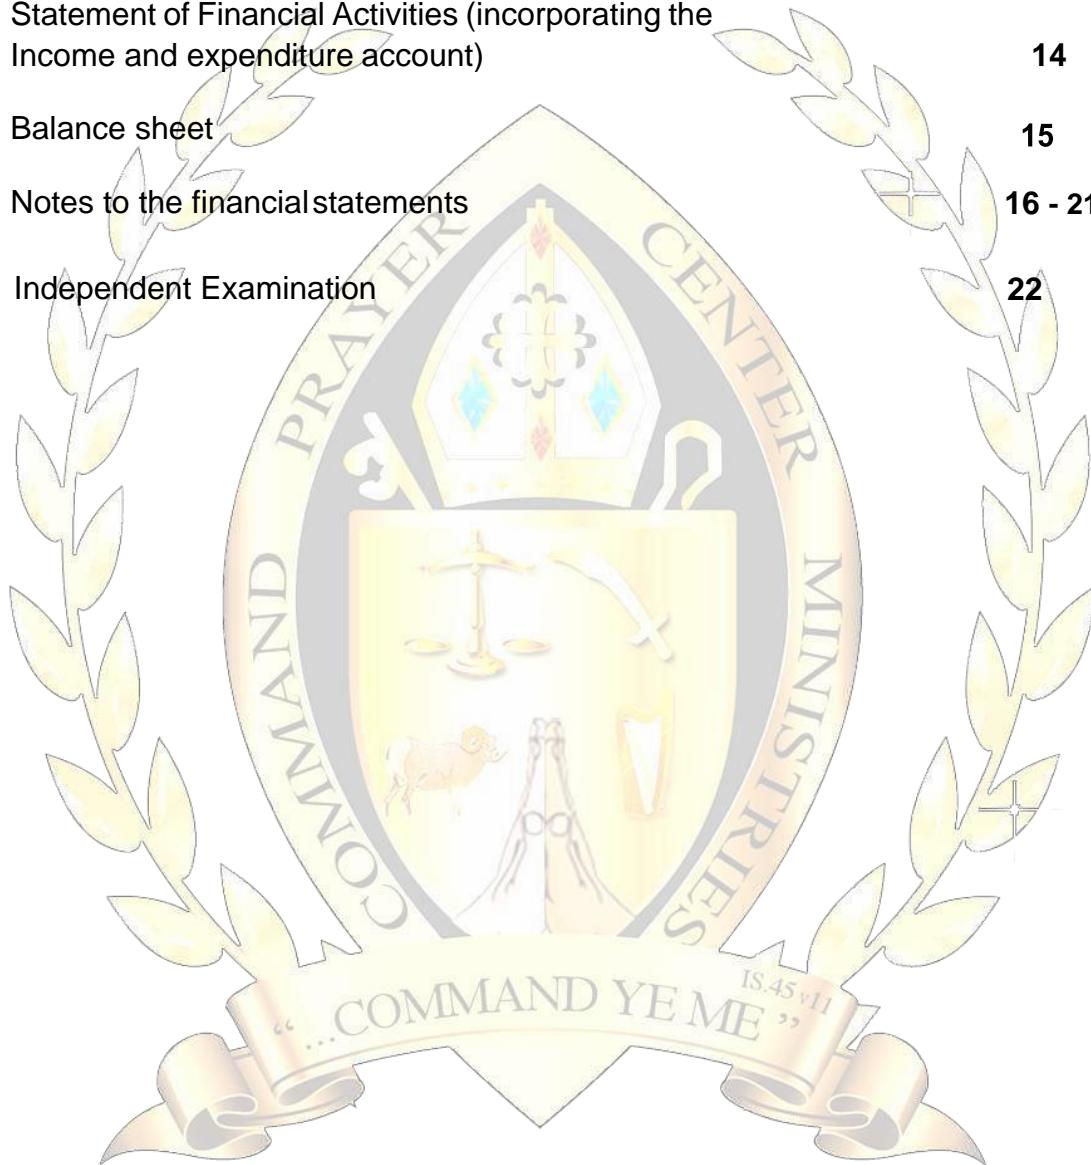 Statement of Financial Activities (incorporating the
Income and expenditure account) 14
Balance sheet 15
Notes to the financial statements 16 - 21
Independent Examination 22
COMMAND PRAYER CENTER MINISTRIES
“ ...COMMAND YE ME ” IS.45 v11